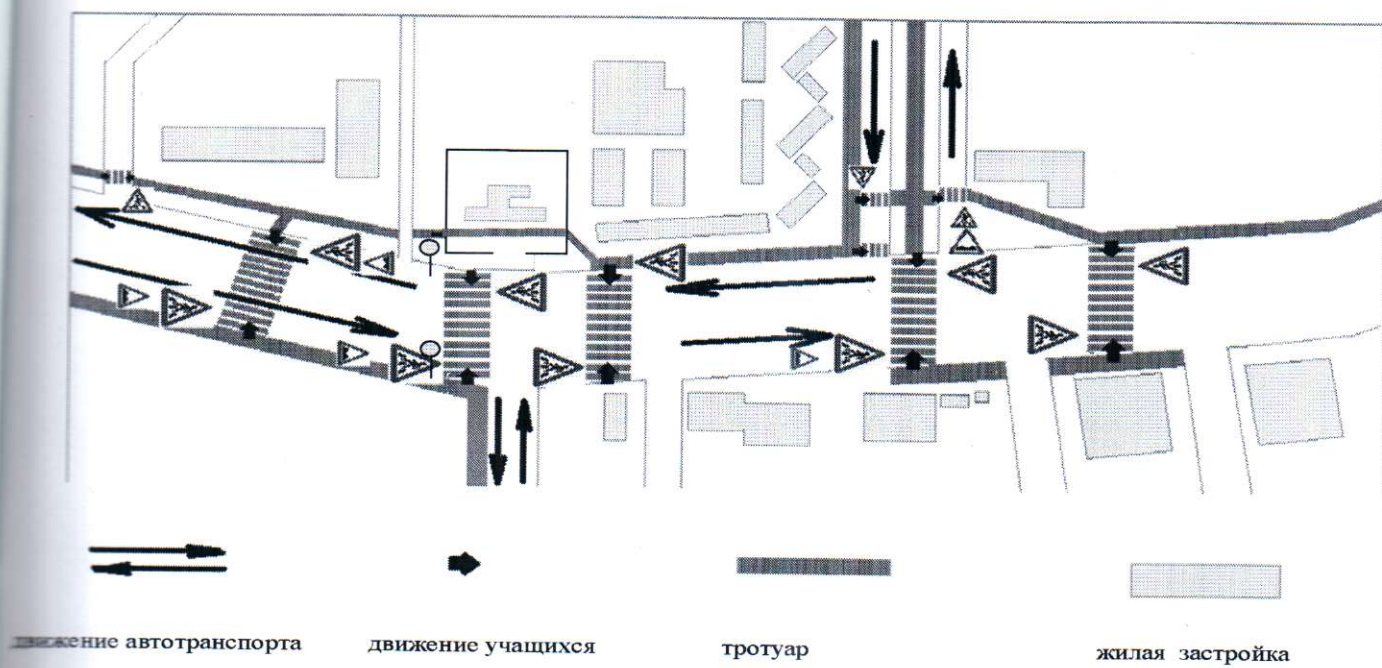 движение автотранспорта
движение учащихся
тротуар
жилая застройка